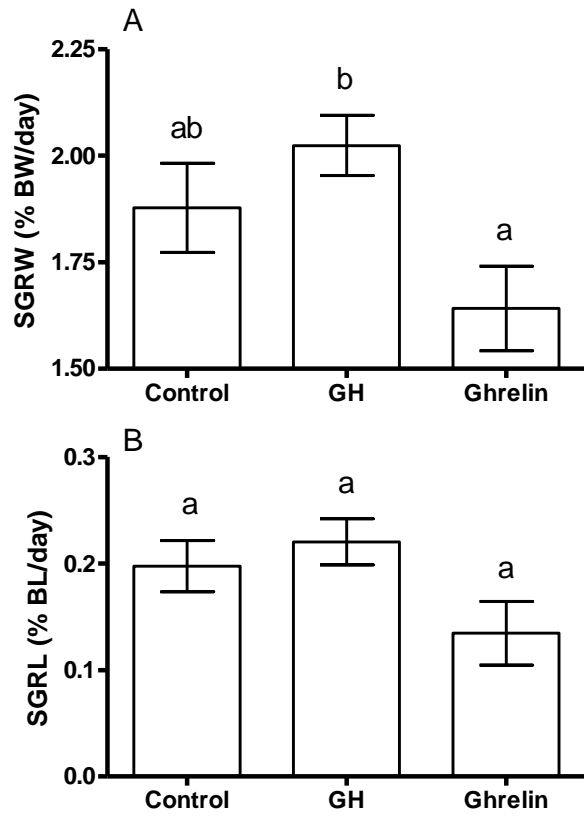 A
SGRW (% BW/day)
2.25
2.00
1.75
1.50
ab
b
a
Control GH Ghrelin
B
SGRL (% BL/day)
0.3
0.2
0.1
0.0
a
a
a
Control GH Ghrelin